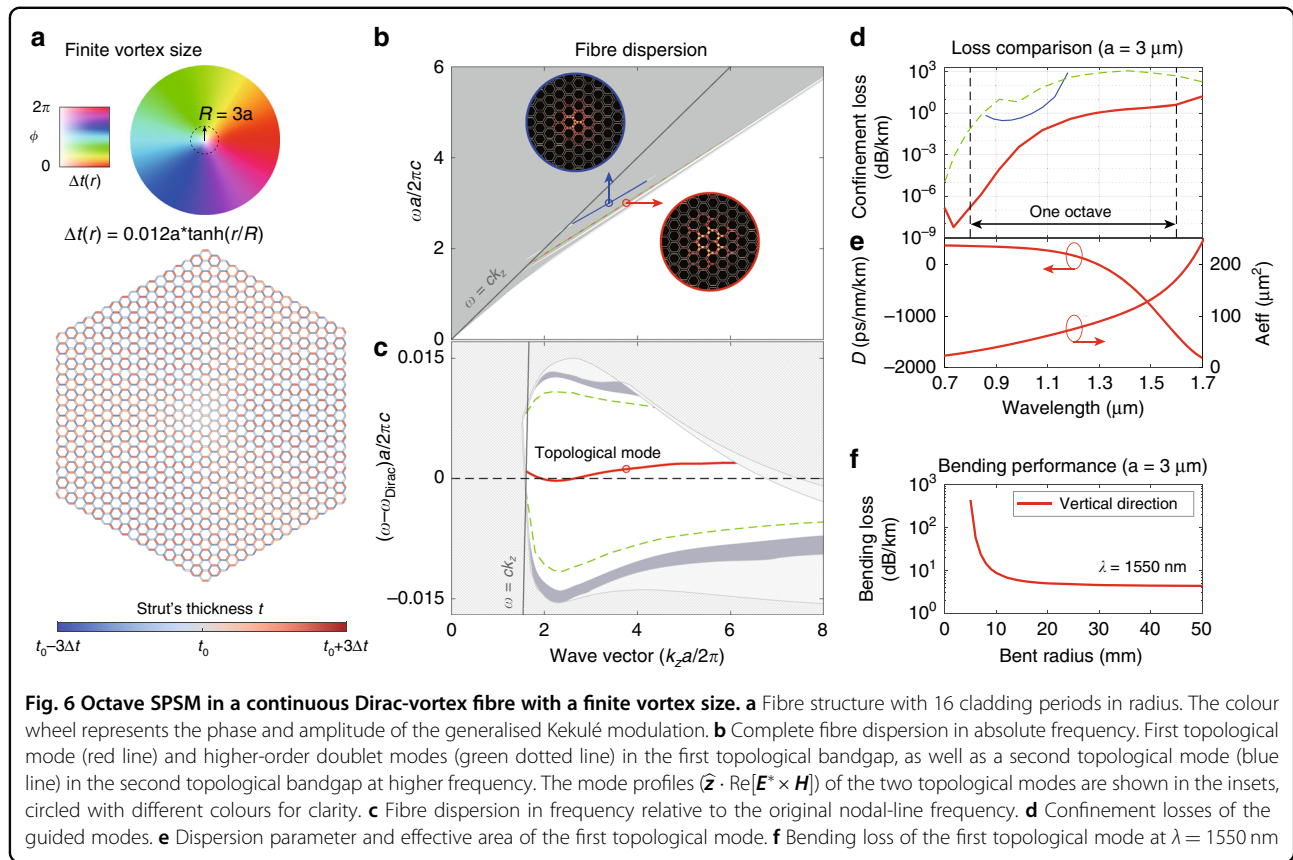 a
Finite vortex size
2π
ϕ
0
Δt(r)
R = 3a
Δt(r) = 0.012a*tanh(r/R)
Strut's thickness t
t₀–3Δt
t₀
t₀+3Δt
b
Fibre dispersion
6
4
2
0
ωa/2πc
ω = ckz
c
0.015
0
−0.015
(ω–ωDirac)a/2πc
Topological mode
ω = ckz
0
2
4
6
8
Wave vector (kza/2π)
d
Loss comparison (a = 3 μm)
10³
10⁰
10⁻³
10⁻⁶
10⁻⁹
Confinement loss
(dB/km)
One octave
e
0
−1000
−2000
D (ps/nm/km)
200
100
0
Aeff (μm²)
0.7
0.9
1.1
1.3
1.5
1.7
Wavelength (μm)
f
Bending performance (a = 3 μm)
10³
10²
10¹
10⁰
Bending loss
(dB/km)
Vertical direction
λ = 1550 nm
0
10
20
30
40
50
Bent radius (mm)
Fig. 6 Octave SPSM in a continuous Dirac-vortex fibre with a finite vortex size. a Fibre structure with 16 cladding periods in radius. The colour
wheel represents the phase and amplitude of the generalised Kekulé modulation. b Complete fibre dispersion in absolute frequency. First topological
mode (red line) and higher-order doublet modes (green dotted line) in the first topological bandgap, as well as a second topological mode (blue
line) in the second topological bandgap at higher frequency. The mode profiles (ẑ · Re[E* × H]) of the two topological modes are shown in the insets,
circled with different colours for clarity. c Fibre dispersion in frequency relative to the original nodal-line frequency. d Confinement losses of the
guided modes. e Dispersion parameter and effective area of the first topological mode. f Bending loss of the first topological mode at λ = 1550 nm